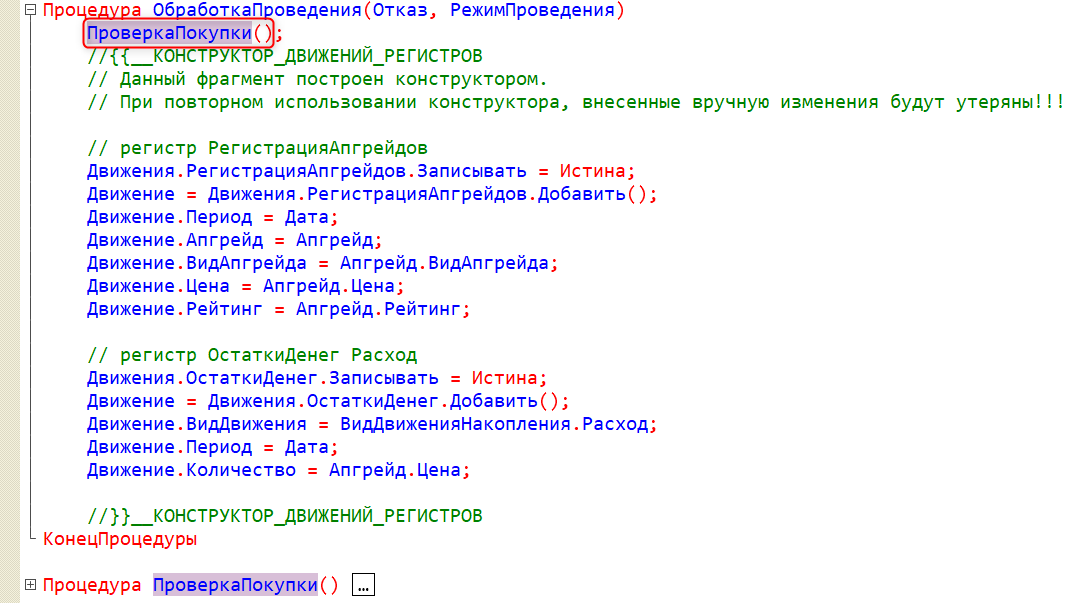 Процедура ОбработкаПроведения(Отказ, РежимПроведения)
ПроверкаПокупки();
//{{__КОНСТРУКТОР_ДВИЖЕНИЙ_РЕГИСТРОВ
// Данный фрагмент построен конструктором.
// При повторном использовании конструктора, внесенные вручную изменения будут утеряны!!!
// регистр РегистрацияАпгрейдов
Движения.РегистрацияАпгрейдов.Записывать = Истина;
Движение = Движения.РегистрацияАпгрейдов.Добавить();
Движение.Период = Дата;
Движение.Апгрейд = Апгрейд;
Движение.ВидАпгрейда = Апгрейд.ВидАпгрейда;
Движение.Цена = Апгрейд.Цена;
Движение.Рейтинг = Апгрейд.Рейтинг;
// регистр ОстаткиДенег Расход
Движения.ОстаткиДенег.Записывать = Истина;
Движение = Движения.ОстаткиДенег.Добавить();
Движение.ВидДвижения = ВидДвиженияНакопления.Расход;
Движение.Период = Дата;
Движение.Количество = Апгрейд.Цена;
//}}__КОНСТРУКТОР_ДВИЖЕНИЙ_РЕГИСТРОВ
КонецПроцедуры
Процедура ПроверкаПокупки() ...